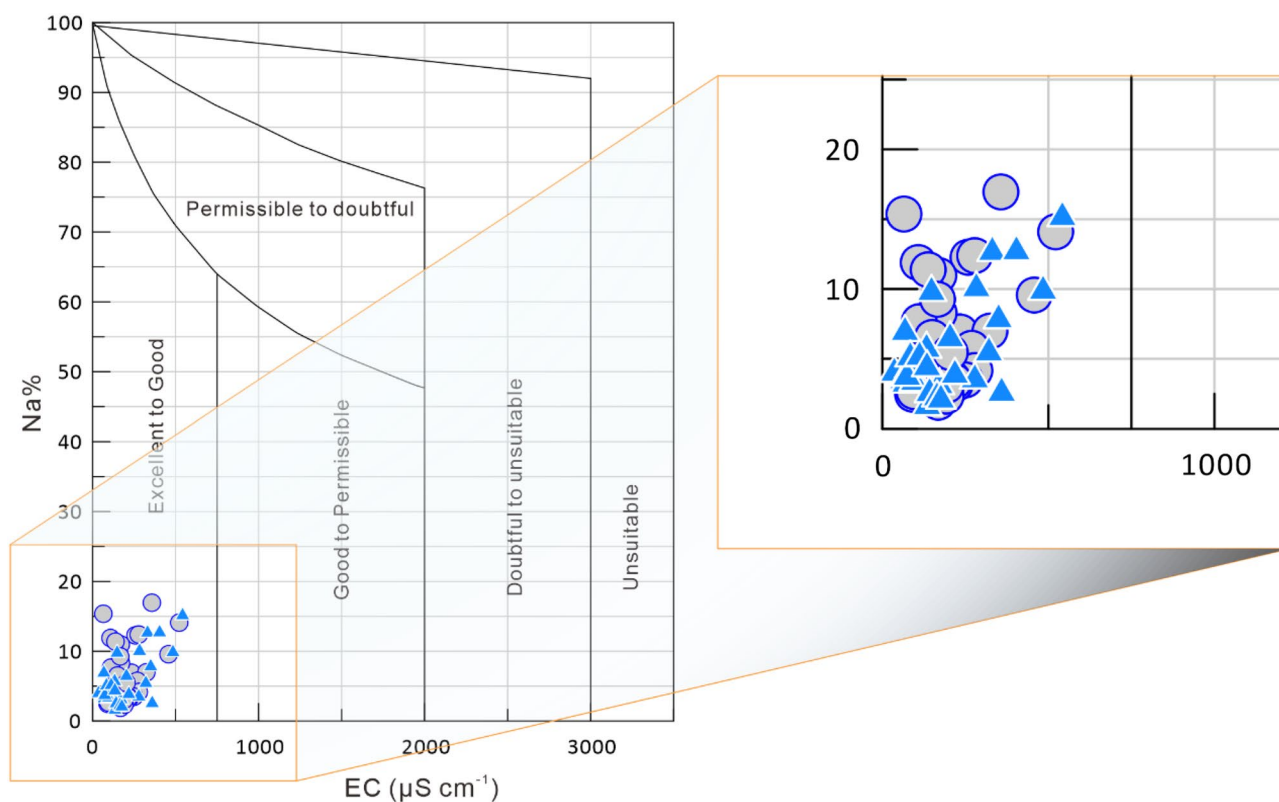 100
90
80
70
60
50
40
30
20
10
0
Na%
0
1000
2000
3000
EC (µS cm⁻¹)
Permissible to doubtful
Excellent to Good
Good to Permissible
Doubtful to unsuitable
Unsuitable
20
10
0
0
1000